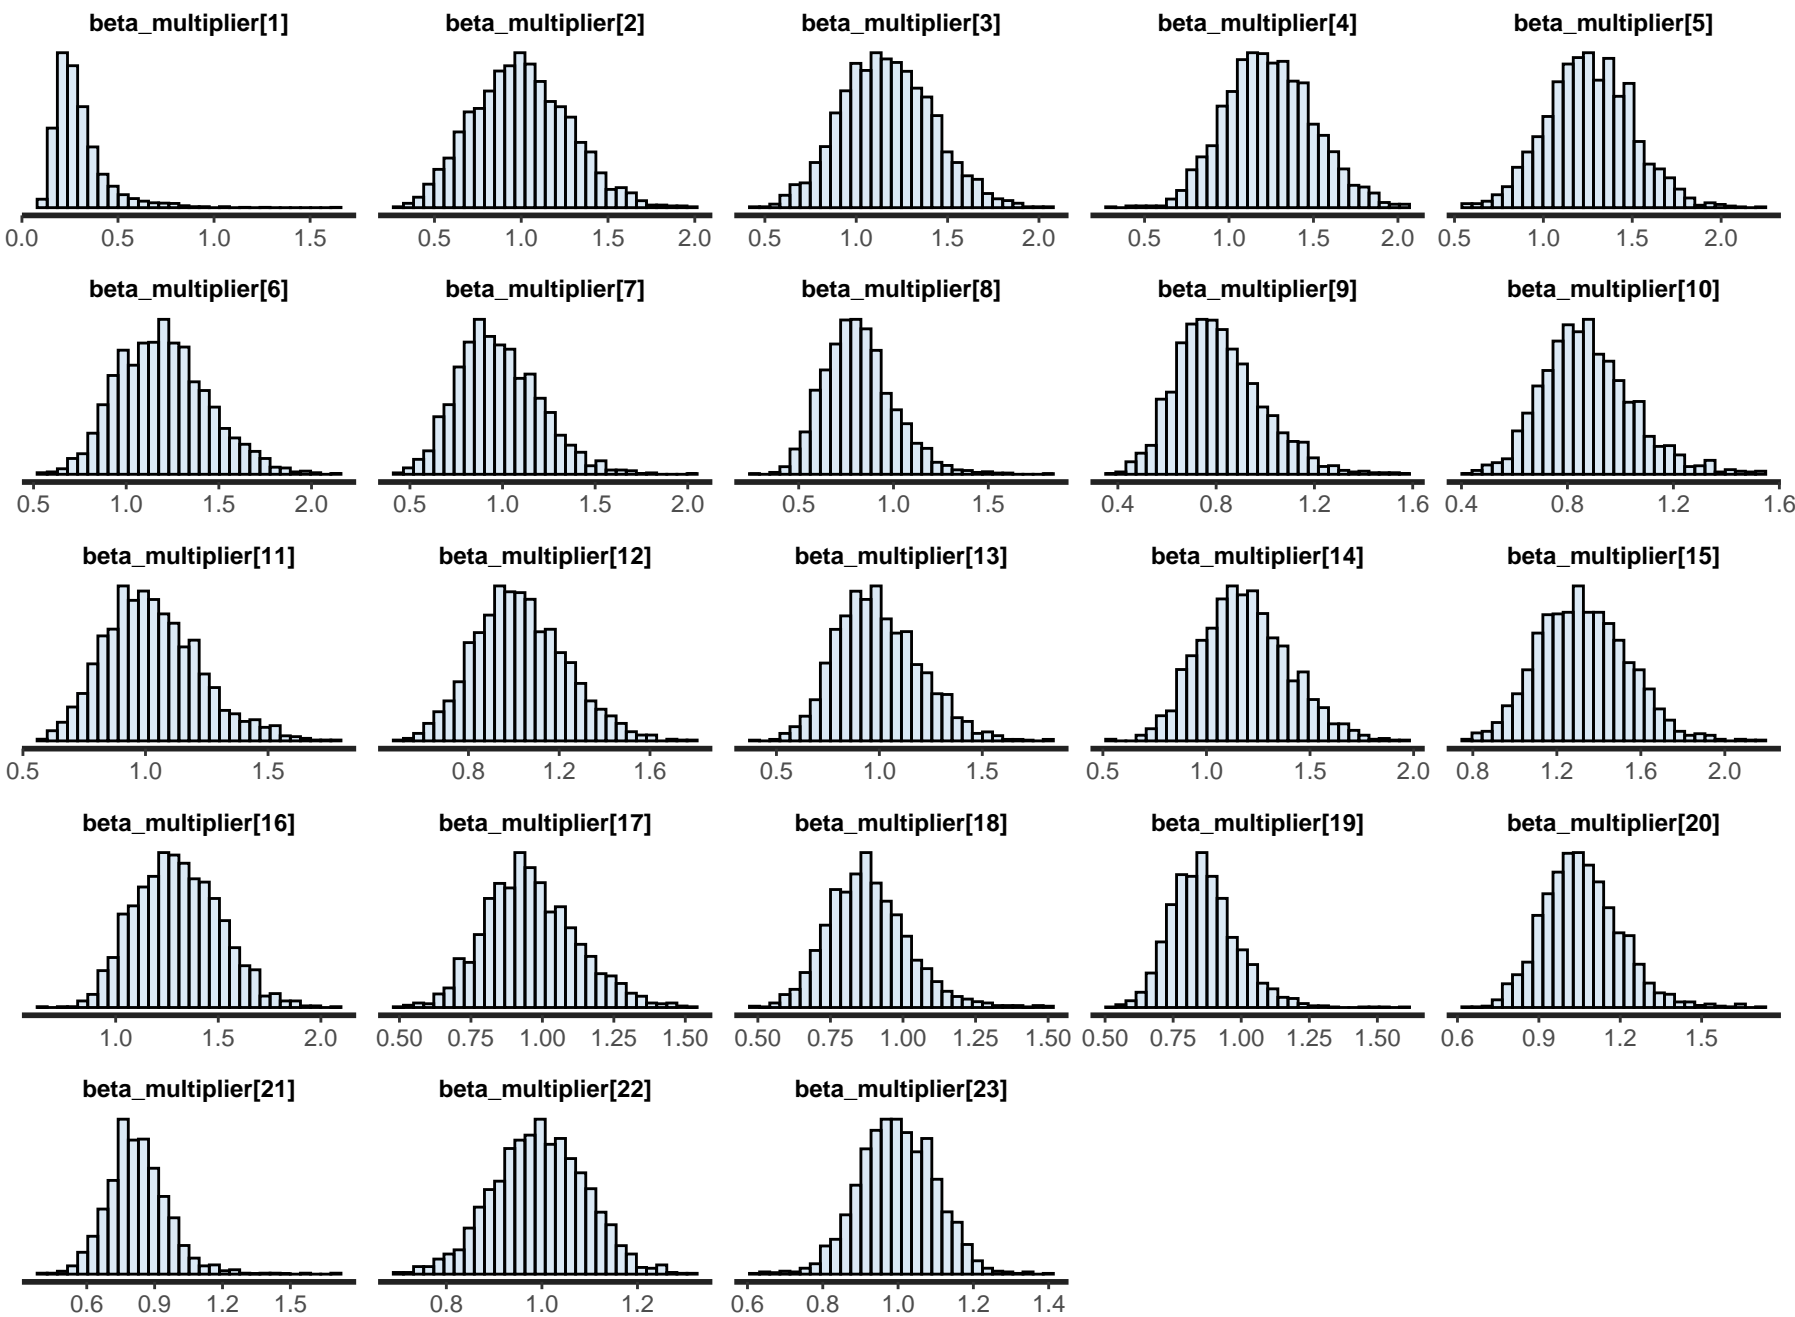 beta_multiplier[1] beta_multiplier[2] beta_multiplier[3] beta_multiplier[4] beta_multiplier[5]
0.0 0.5 1.0 1.5 0.5 1.0 1.5 2.0 0.5 1.0 1.5 2.0 0.5 1.0 1.5 2.0 0.5 1.0 1.5 2.0
beta_multiplier[6] beta_multiplier[7] beta_multiplier[8] beta_multiplier[9] beta_multiplier[10]
0.5 1.0 1.5 2.0 0.5 1.0 1.5 2.0 0.5 1.0 1.5 0.4 0.8 1.2 1.6 0.4 0.8 1.2 1.6
beta_multiplier[11] beta_multiplier[12] beta_multiplier[13] beta_multiplier[14] beta_multiplier[15]
0.5 1.0 1.5 0.8 1.2 1.6 0.5 1.0 1.5 0.5 1.0 1.5 2.0 0.8 1.2 1.6 2.0
beta_multiplier[16] beta_multiplier[17] beta_multiplier[18] beta_multiplier[19] beta_multiplier[20]
1.0 1.5 2.0 0.50 0.75 1.00 1.25 1.50 0.50 0.75 1.00 1.25 1.50 0.50 0.75 1.00 1.25 1.50 0.6 0.9 1.2 1.5
beta_multiplier[21] beta_multiplier[22] beta_multiplier[23]
0.6 0.9 1.2 1.5 0.8 1.0 1.2 0.6 0.8 1.0 1.2 1.4